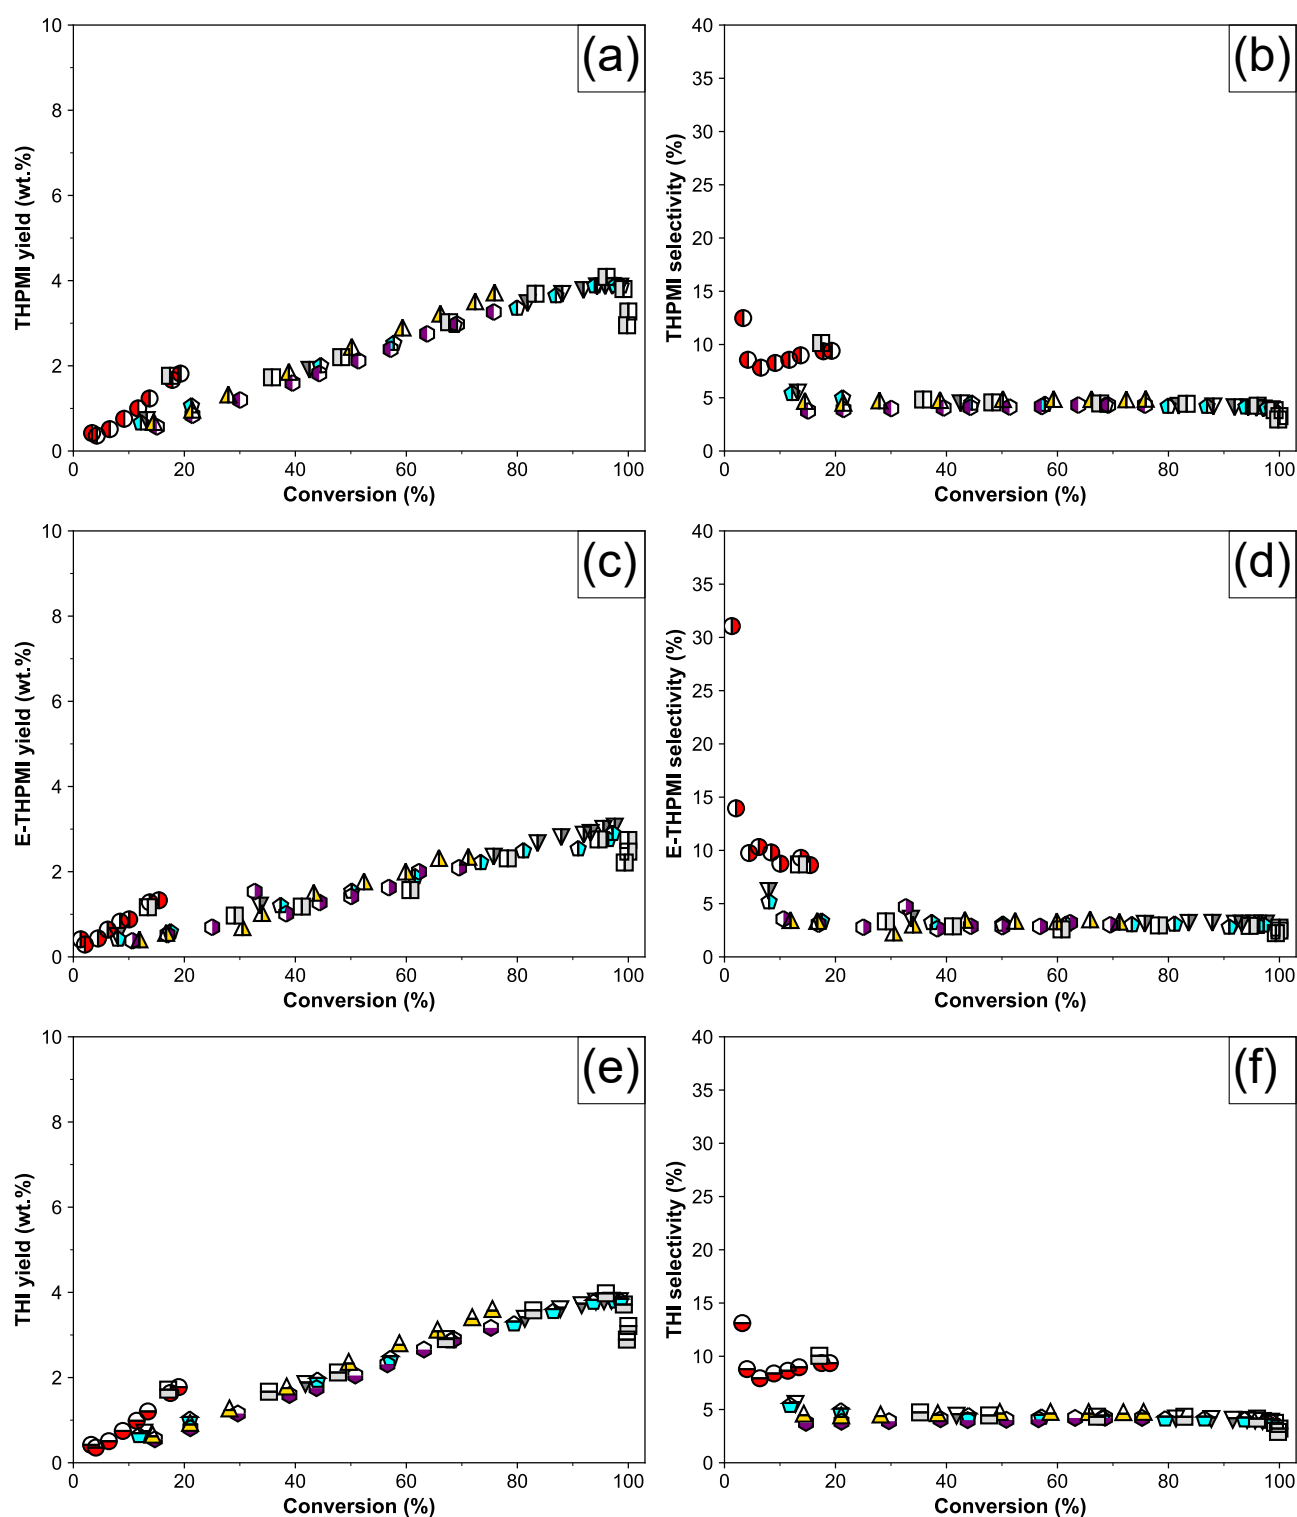 (a)
10
8
6
4
2
0
THPMI yield (wt.%)
0 20 40 60 80 100
Conversion (%)
(b)
40
35
30
25
20
15
10
5
0
THPMI selectivity (%)
0 20 40 60 80 100
Conversion (%)
(c)
10
8
6
4
2
0
E-THPMI yield (wt.%)
0 20 40 60 80 100
Conversion (%)
(d)
40
35
30
25
20
15
10
5
0
E-THPMI selectivity (%)
0 20 40 60 80 100
Conversion (%)
(e)
10
8
6
4
2
0
THI yield (wt.%)
0 20 40 60 80 100
Conversion (%)
(f)
40
35
30
25
20
15
10
5
0
THI selectivity (%)
0 20 40 60 80 100
Conversion (%)